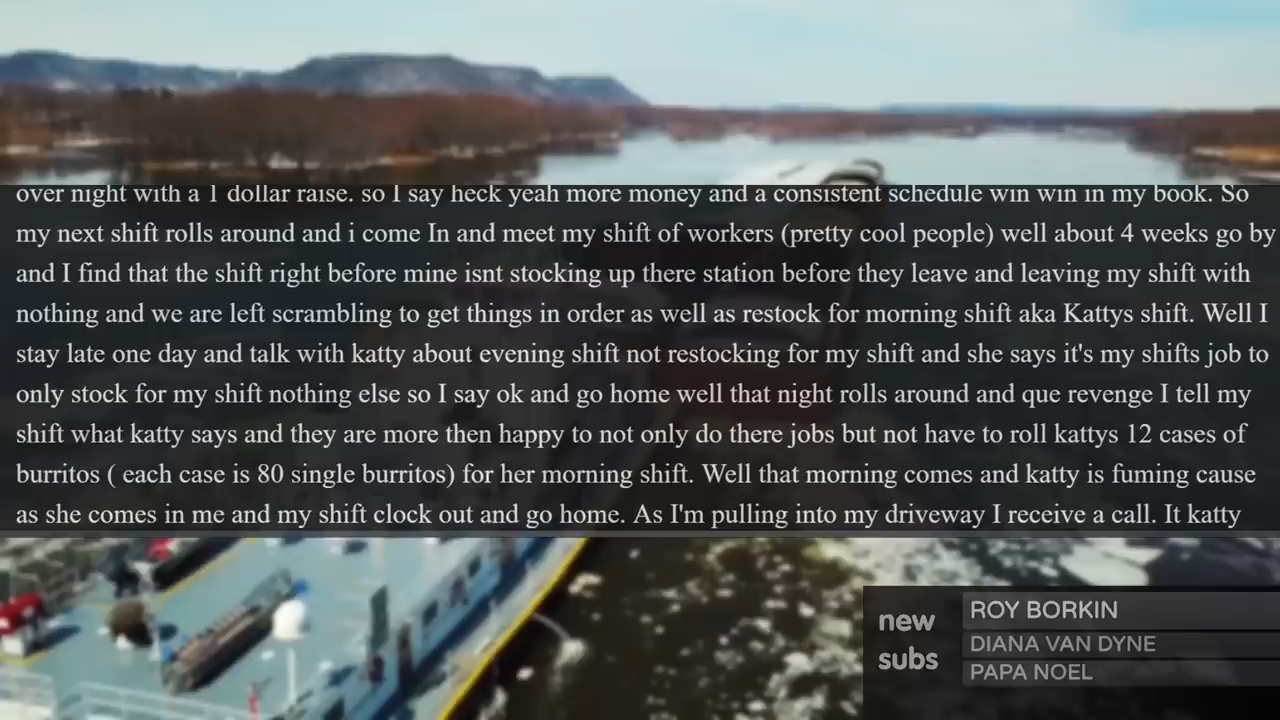 over night with a 1 dollar raise. so I say heck yeah more money and a consistent schedule win win in my book. So
my next shift rolls around and i come In and meet my shift of workers (pretty cool people) well about 4 weeks go by
and I find that the shift right before mine isnt stocking up there station before they leave and leaving my shift with
nothing and we are left scrambling to get things in order as well as restock for morning shift aka Kattys shift. Well I
stay late one day and talk with katty about evening shift not restocking for my shift and she says it's my shifts job to
only stock for my shift nothing else so I say ok and go home well that night rolls around and que revenge I tell my
shift what katty says and they are more then happy to not only do there jobs but not have to roll kattys 12 cases of
burritos ( each case is 80 single burritos) for her morning shift. Well that morning comes and katty is fuming cause
as she comes in me and my shift clock out and go home. As I'm pulling into my driveway I receive a call. It katty
new
subs
ROY BORKIN
DIANA VAN DYNE
PAPA NOEL